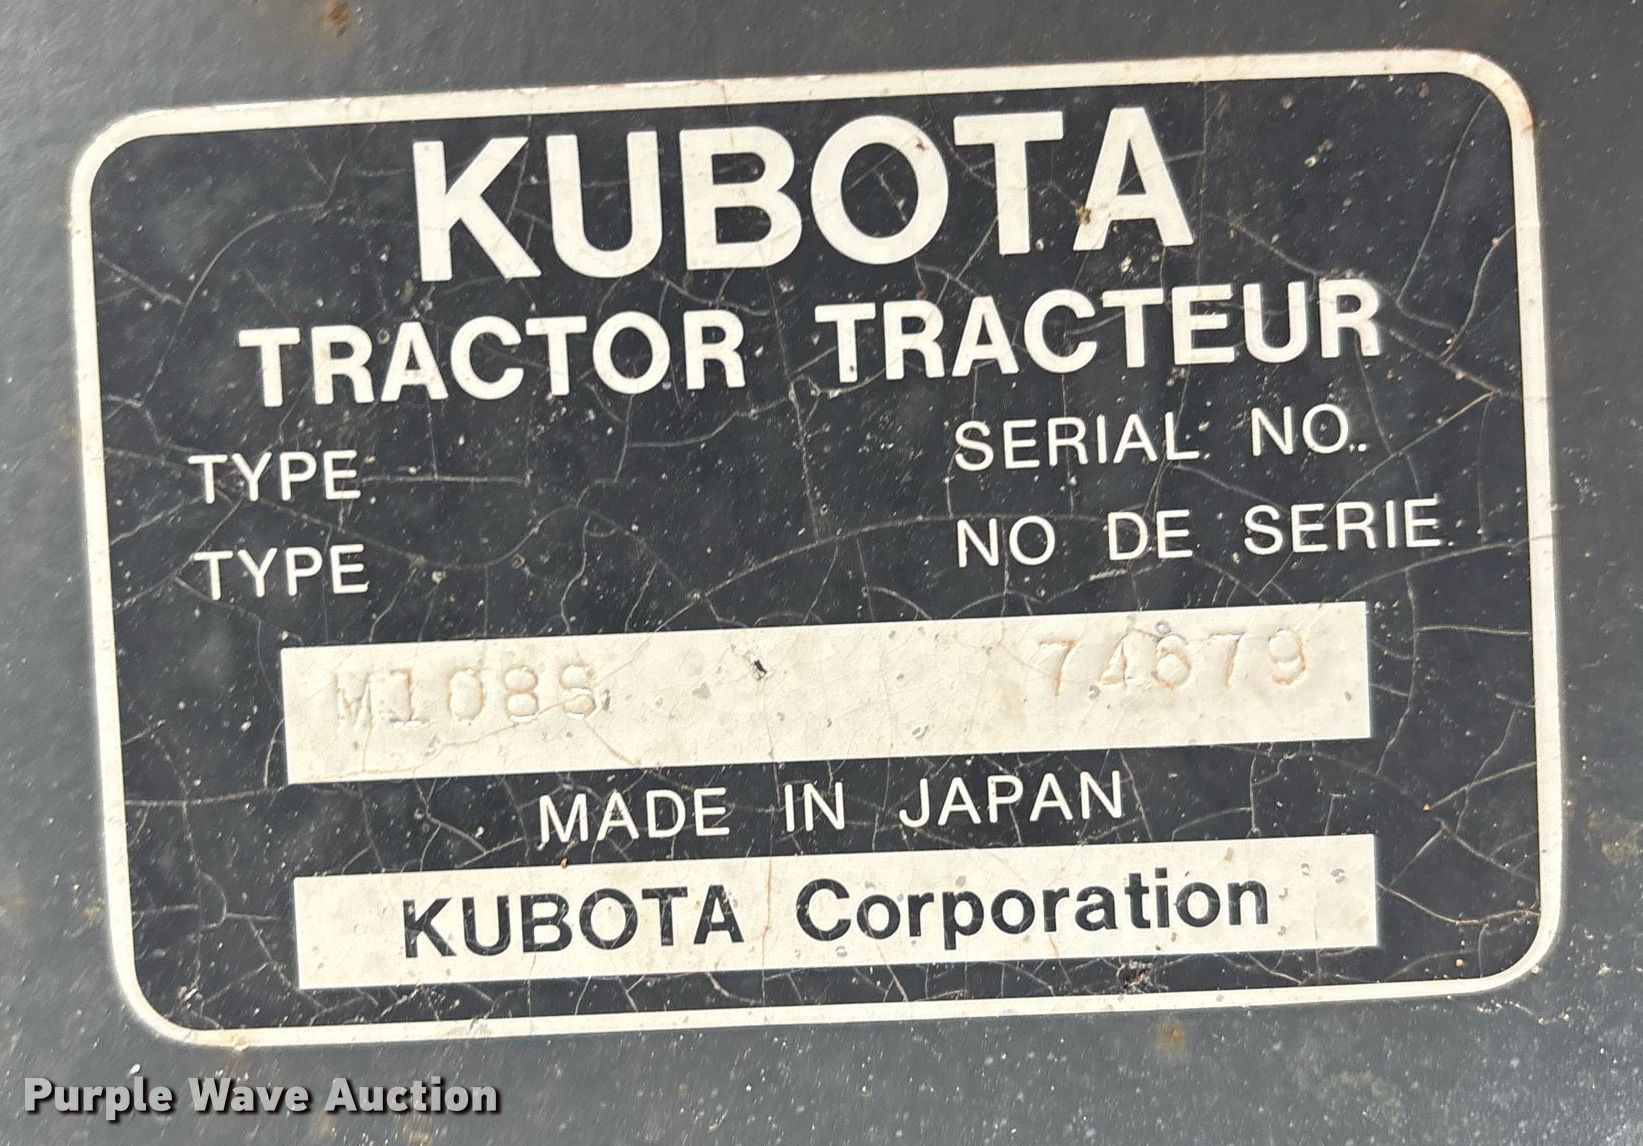 KUBOTA
TRACTOR TRACTEUR
TYPE SERIAL NO.
TYPE NO DE SERIE
M108S 74679
MADE IN JAPAN
KUBOTA Corporation
Purple Wave Auction